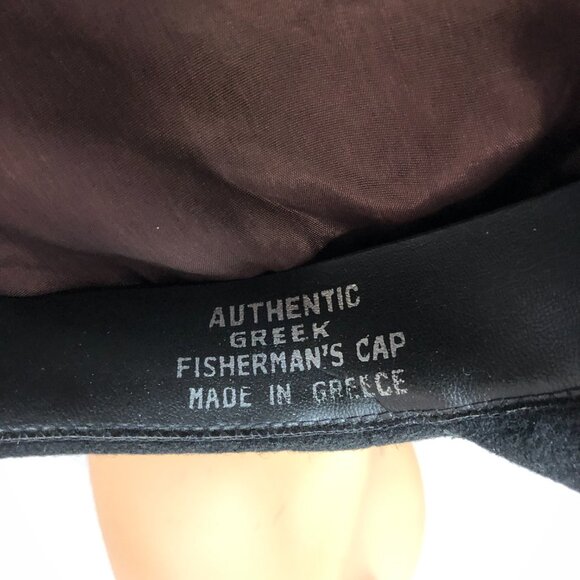 AUTHENTIC
GREEK
FISHERMAN'S CAP
MADE IN GREECE